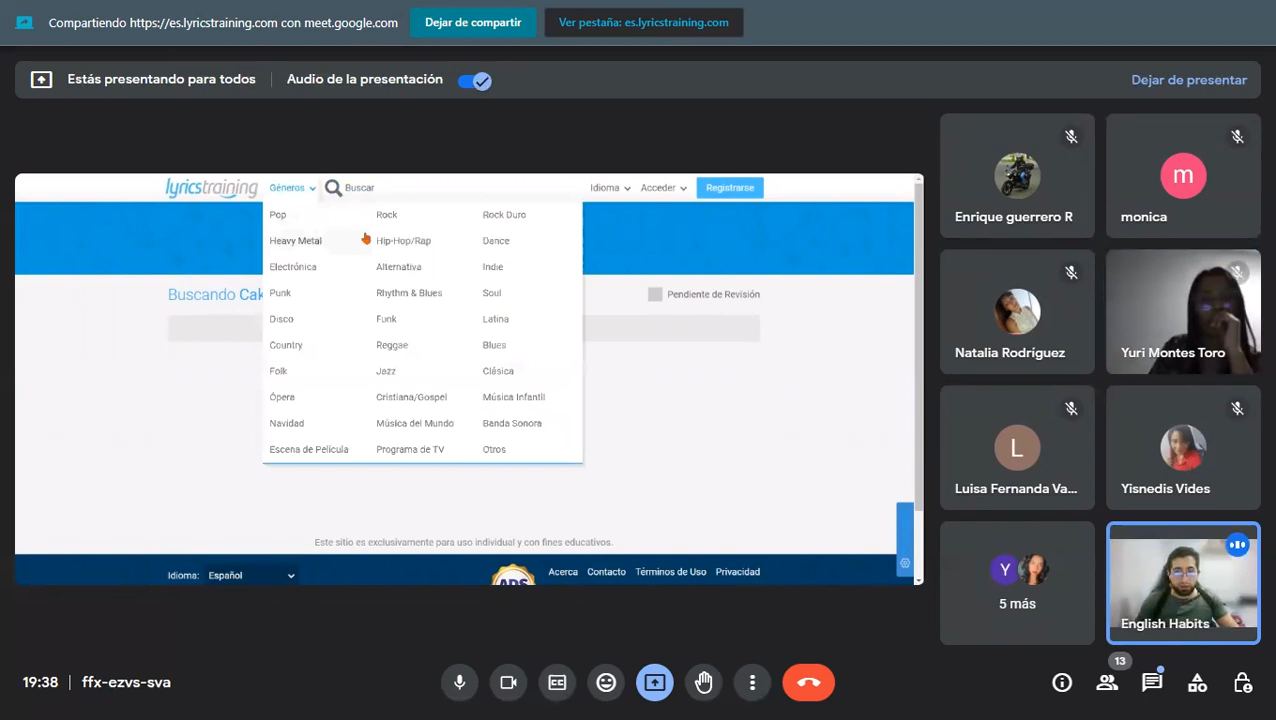 Compartiendo https://es.lyricstraining.com con meet.google.com Dejar de compartir Ver pestaña: es.lyricstraining.com
Estás presentando para todos Audio de la presentación Dejar de presentar
lyricstraining Géneros Buscar Idioma Acceder Registrarse
Pop Rock Rock Duro
Heavy Metal Hip-Hop/Rap Dance
Electrónica Alternativa Indie
Punk Rhythm & Blues Soul
Disco Funk Latina
Country Reggae Blues
Folk Jazz Clásica
Ópera Cristiana/Gospel Música Infantil
Navidad Música del Mundo Banda Sonora
Escena de Película Programa de TV Otros
Buscando Pendiente de Revisión
Este sitio es exclusivamente para uso individual y con fines educativos.
Idioma: Español ADS Acerca Contacto Términos de Uso Privacidad
Enrique guerrero R
m
monica
Natalia Rodríguez
Yuri Montes Toro
L
Luisa Fernanda Va...
Yisnedis Vides
Y
5 más
English Habits
19:38 ffx-ezvs-sva
13